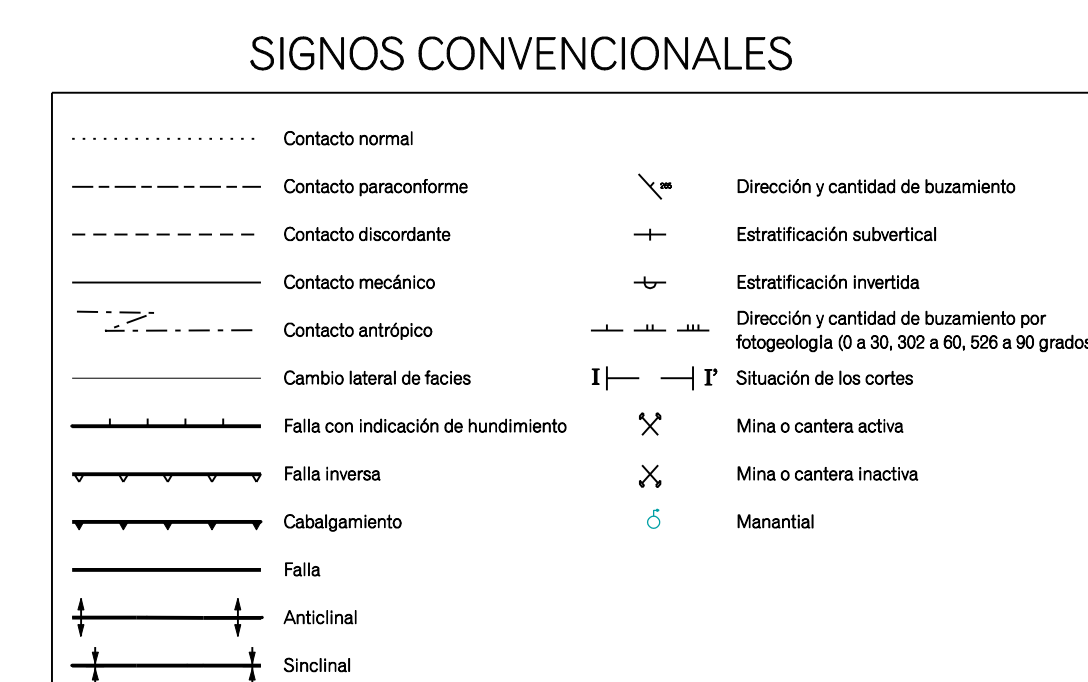 SIGNOS CONVENCIONALES
Contacto normal
Contacto paraconforme
Contacto discordante
Contacto mecánico
Contacto antrópico
Cambio lateral de facies
Falla con indicación de hundimiento
Falla inversa
Cabalgamiento
Falla
Anticlinal
Sinclinal
265
Dirección y cantidad de buzamiento
Estratificación subvertical
Estratificación invertida
Dirección y cantidad de buzamiento por
fotogeologla (0 a 30, 302 a 60, 526 a 90 grados
I I’ Situación de los cortes
Mina o cantera activa
Mina o cantera inactiva
Manantial